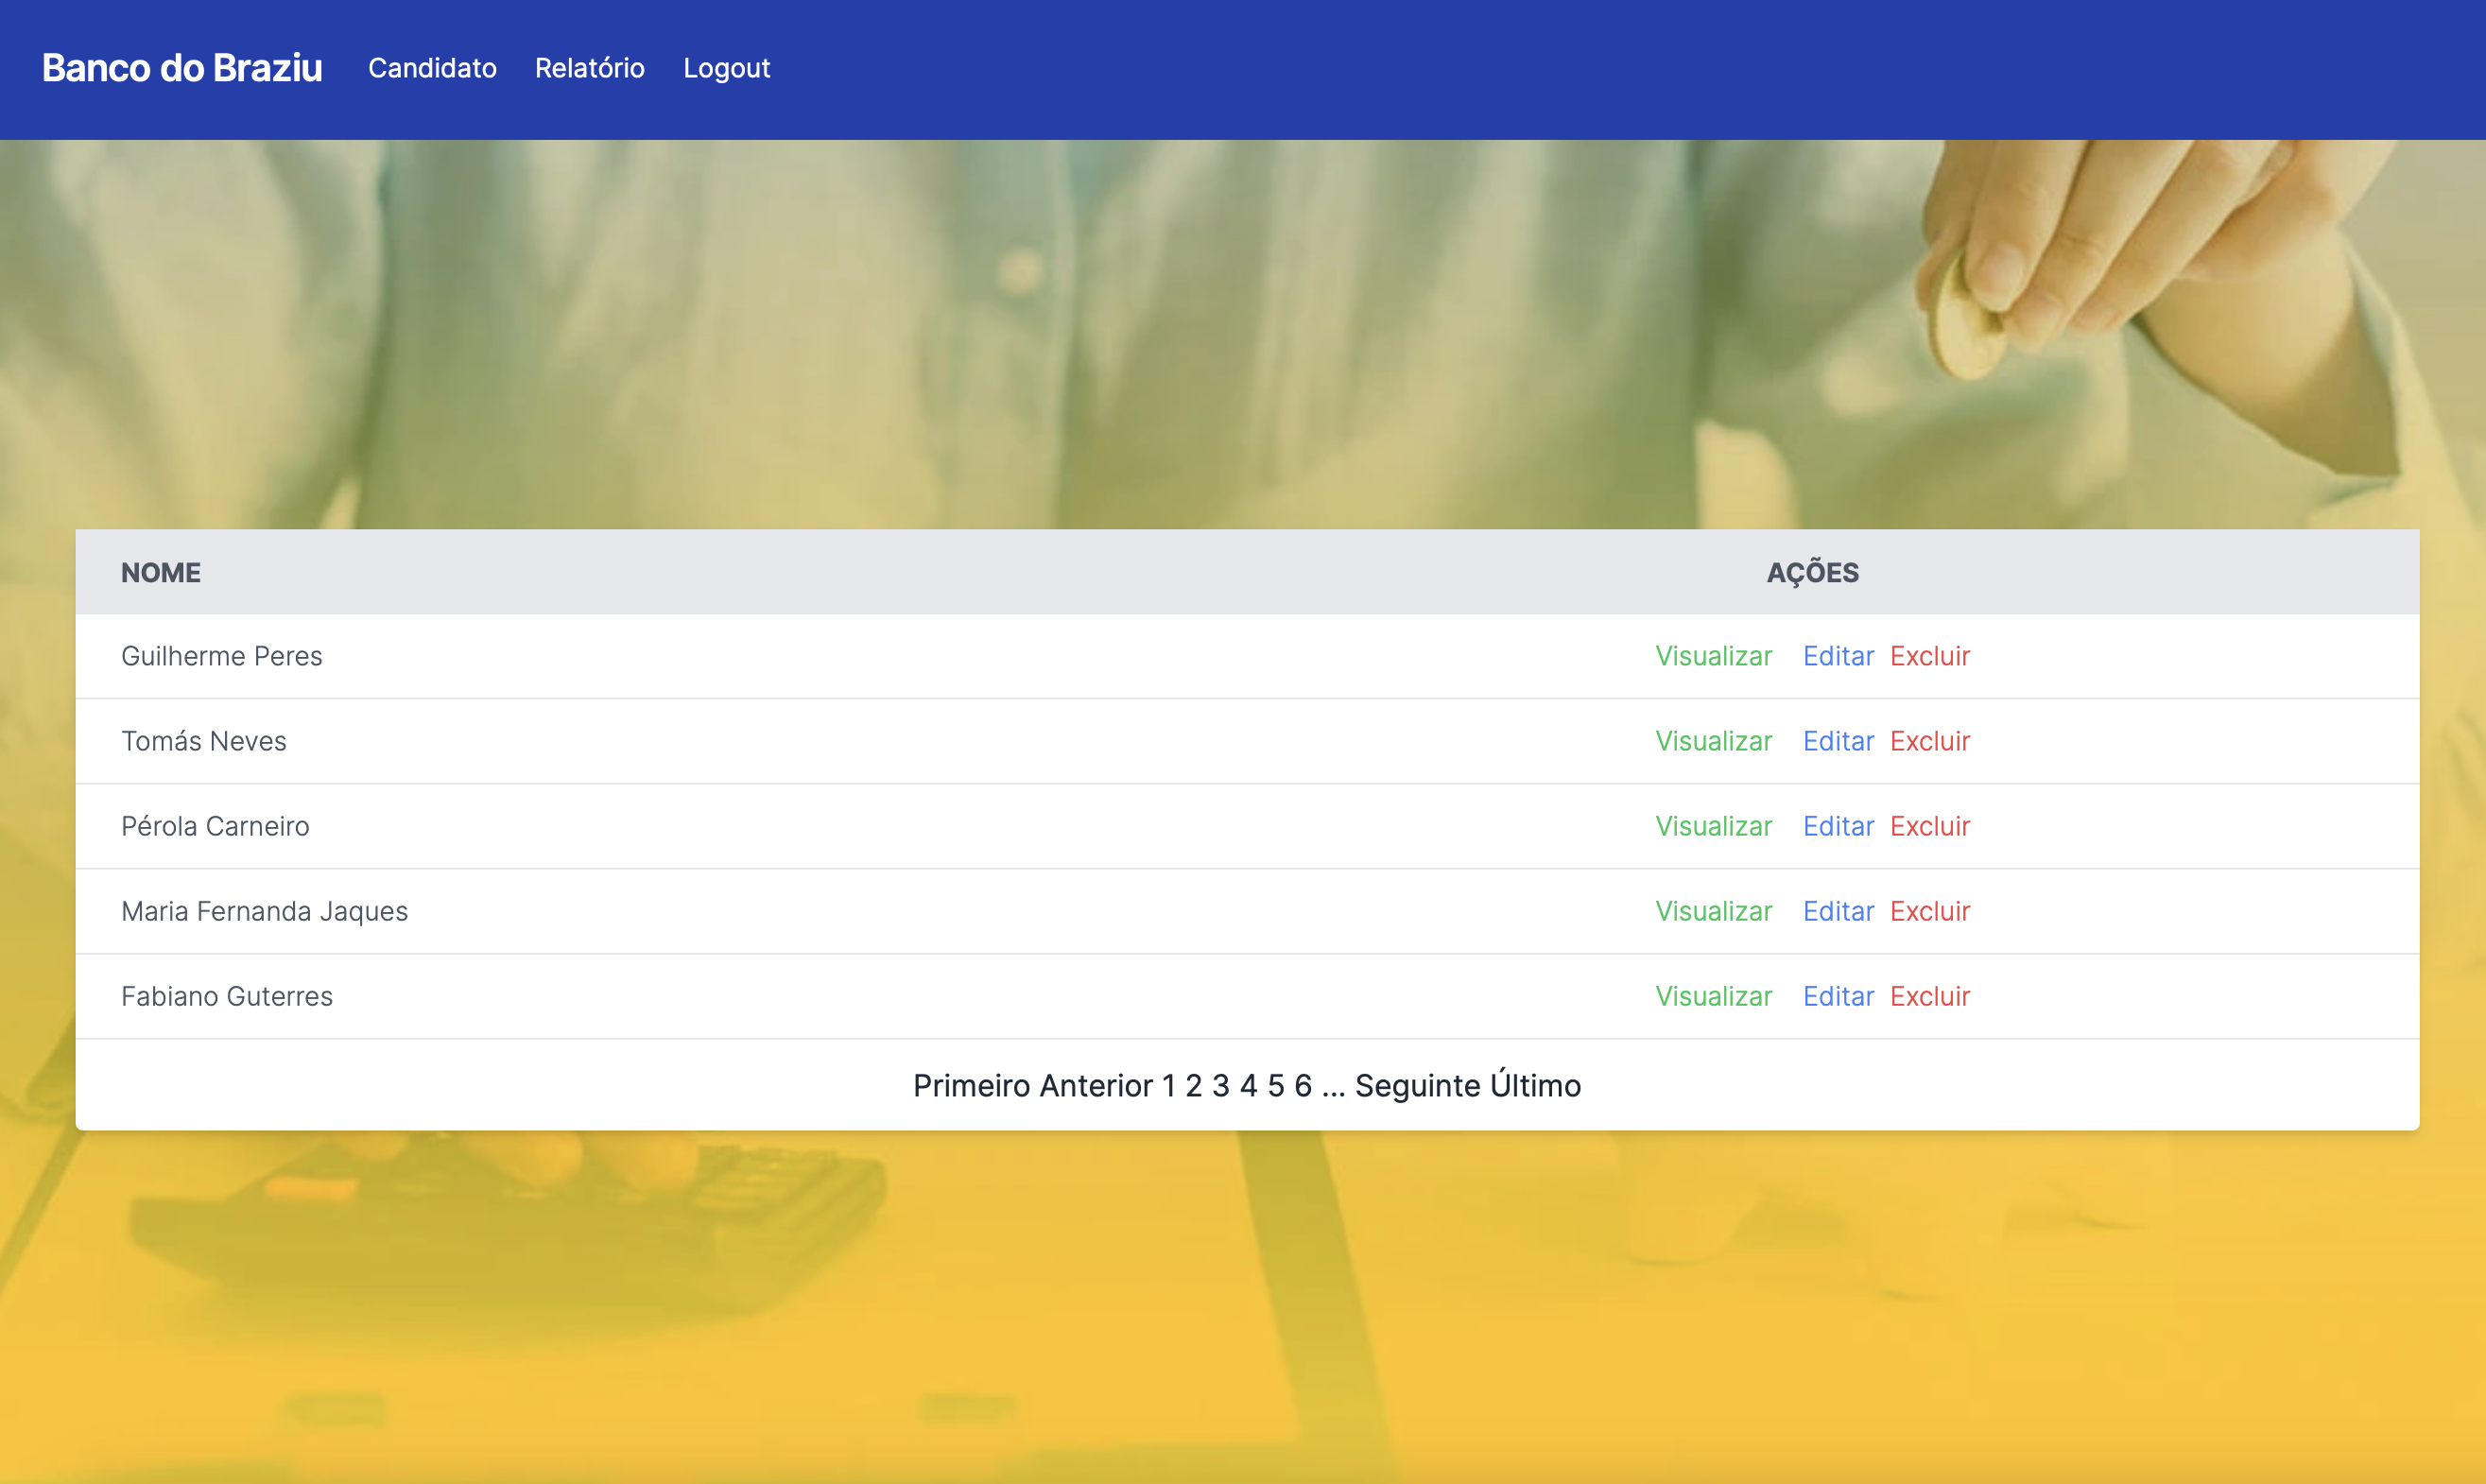 Banco do Braziu Candidato Relatório Logout
NOME AÇÕES
Guilherme Peres Visualizar Editar Excluir
Tomás Neves Visualizar Editar Excluir
Pérola Carneiro Visualizar Editar Excluir
Maria Fernanda Jaques Visualizar Editar Excluir
Fabiano Guterres Visualizar Editar Excluir
Primeiro Anterior 1 2 3 4 5 6 ... Seguinte Último